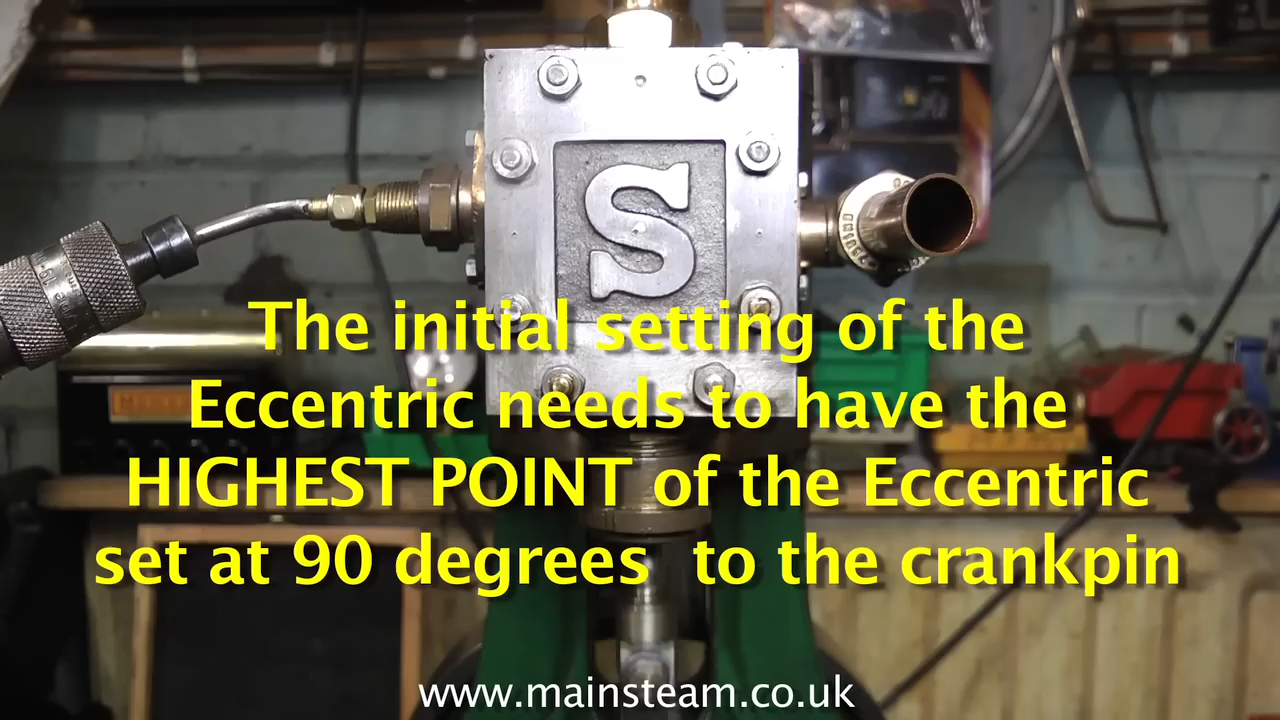 S
The initial setting of the
Eccentric needs to have the
HIGHEST POINT of the Eccentric
set at 90 degrees to the crankpin
www.mainsteam.co.uk